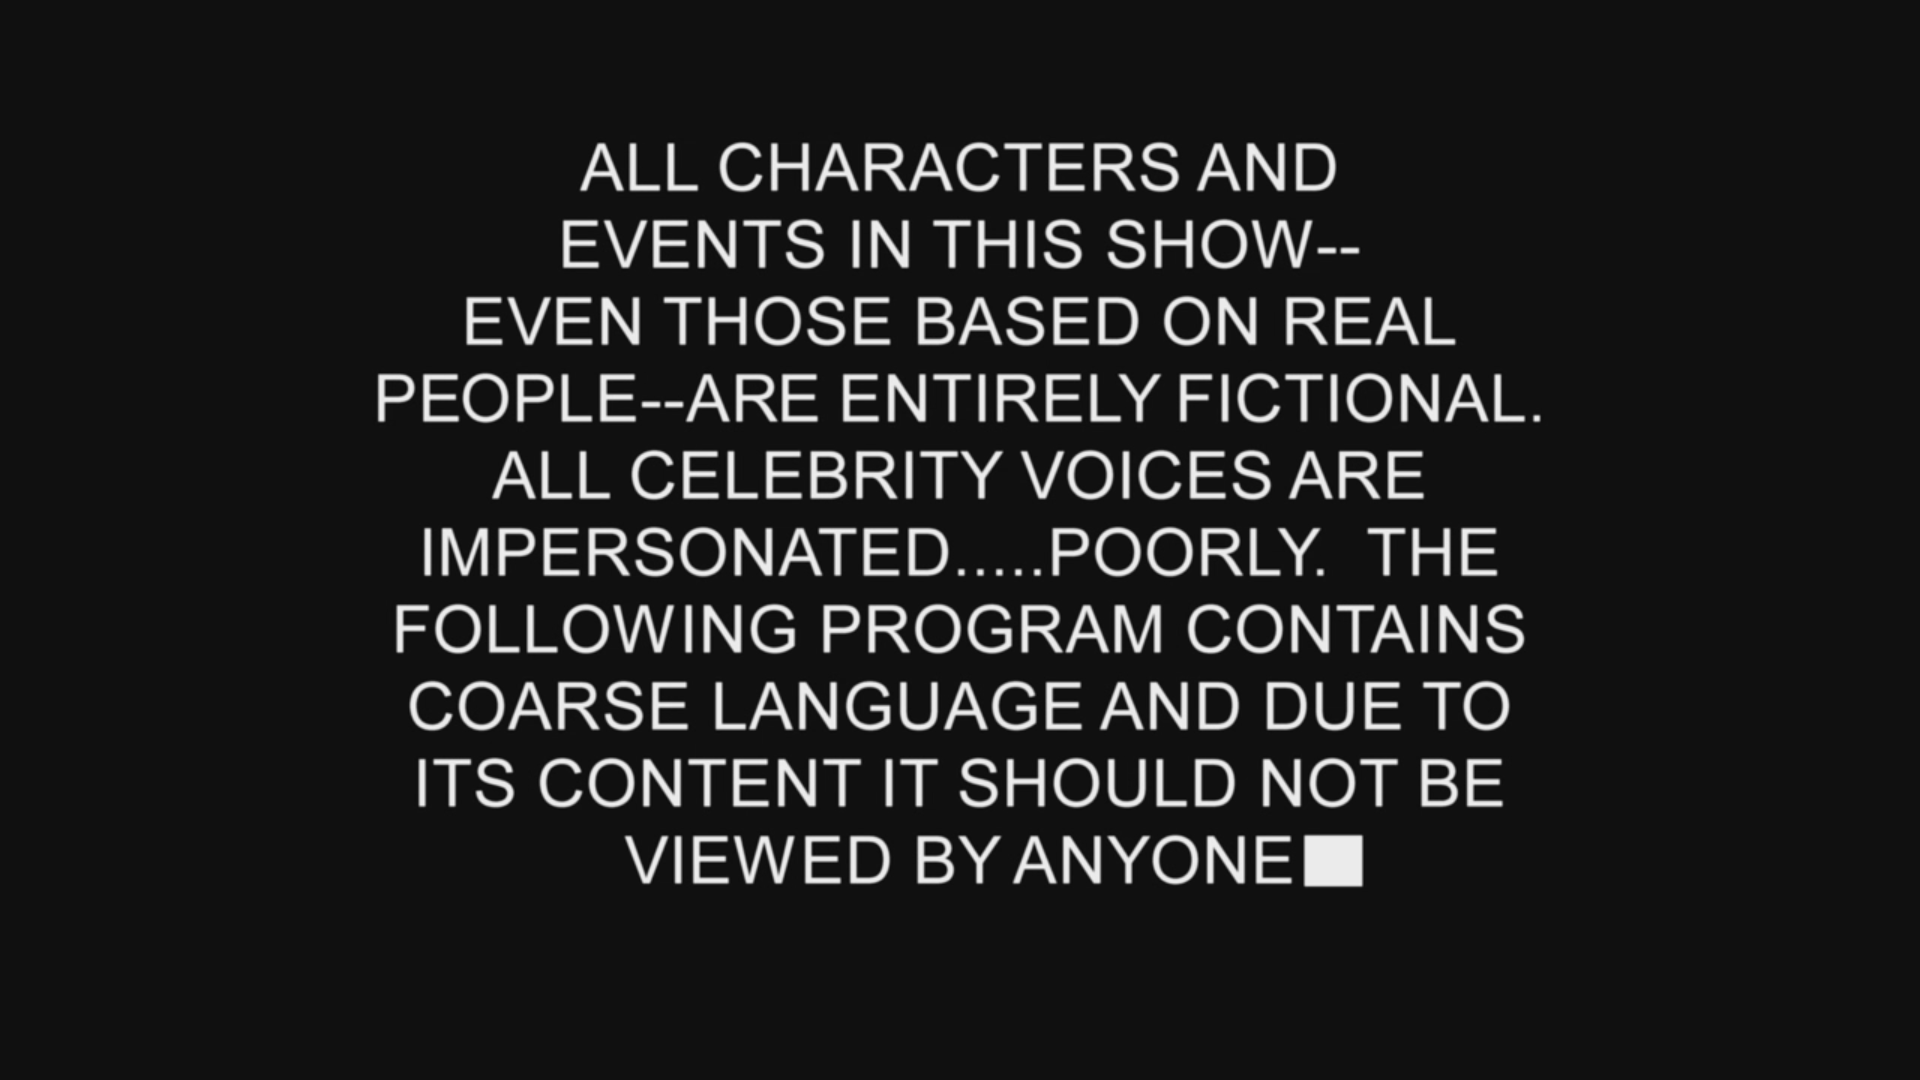 ALL CHARACTERS AND
EVENTS IN THIS SHOW--
EVEN THOSE BASED ON REAL
PEOPLE--ARE ENTIRELY FICTIONAL.
ALL CELEBRITY VOICES ARE
IMPERSONATED.....POORLY.  THE
FOLLOWING PROGRAM CONTAINS
COARSE LANGUAGE AND DUE TO
ITS CONTENT IT SHOULD NOT BE
VIEWED BY ANYONE■